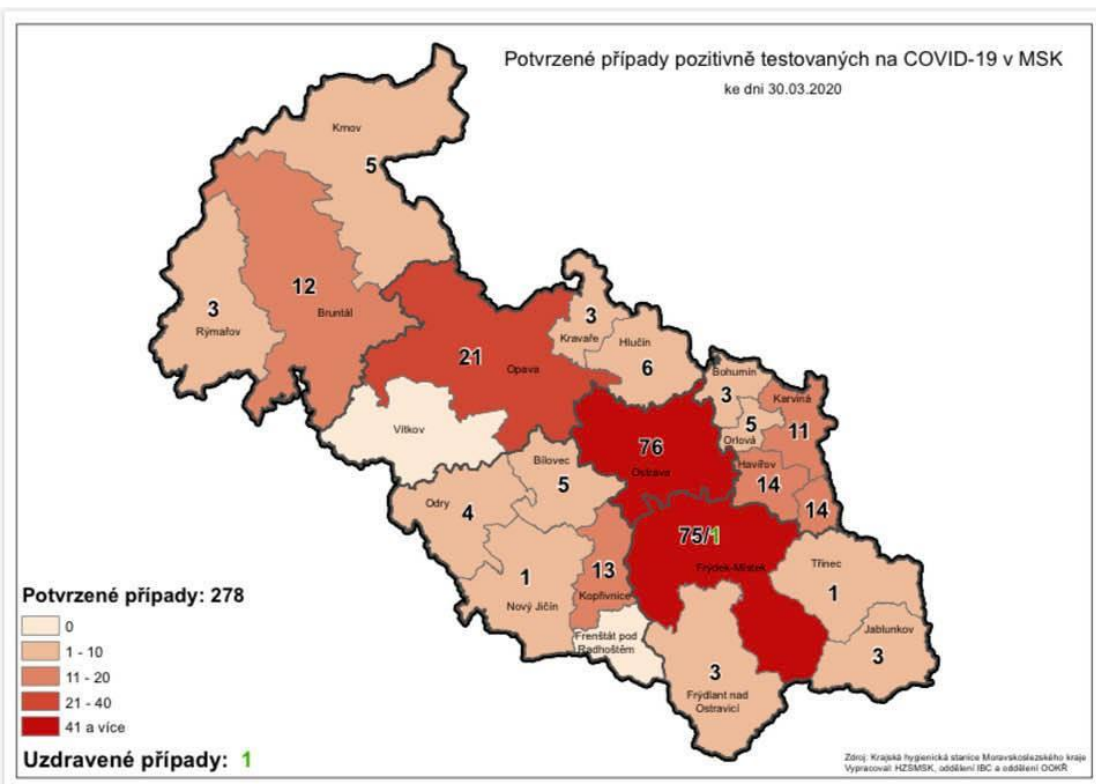 Potvrzené případy pozitivně testovaných na COVID-19 v MSK
ke dni 30.03.2020
Krnov
5
12
Bruntál
3
Rýmařov
21
Opava
3
Kravaře
Hlučín
6
Bohumín
3
5
Orlová
Karviná
11
Vítkov
76
Ostrava
Havířov
14
14
Bílovec
5
Odry
4
75/1
Frýdek-Místek
13
Kopřivnice
1
Nový Jičín
Třinec
1
Jablunkov
3
Frenštát pod
Radhoštěm
3
Frýdlant nad
Ostravicí
Potvrzené případy: 278
0
1 - 10
11 - 20
21 - 40
41 a více
Uzdravené případy: 1
Zdroj: Krajská hygienická stanice Moravskoslezského kraje
Vypracoval: HZSMSK, oddělení IBC a oddělení OOKŘ